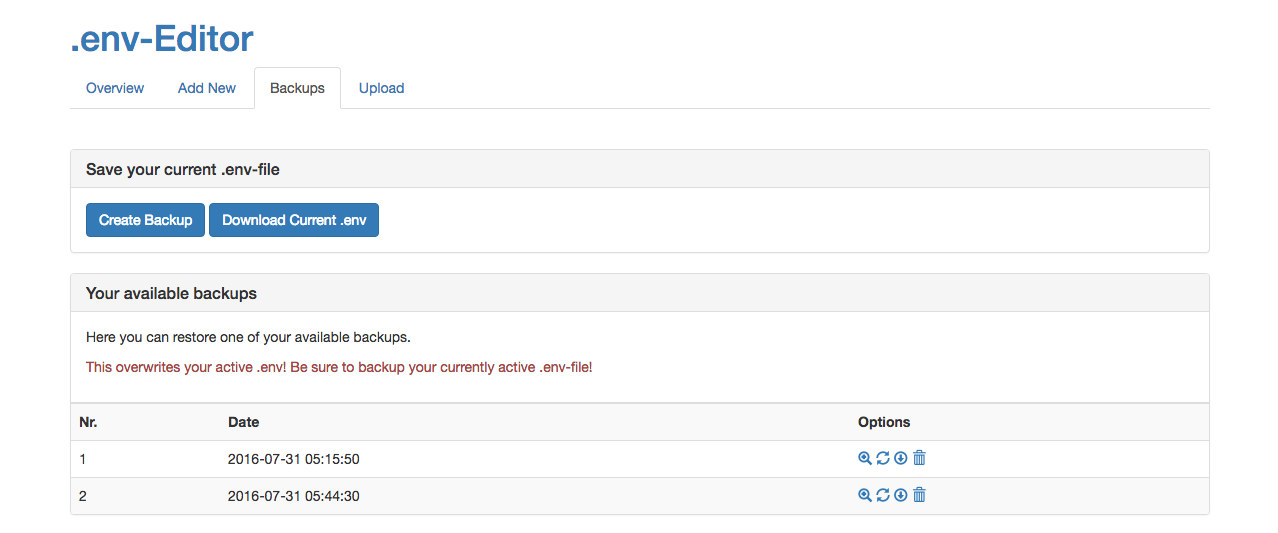 .env-Editor
Overview Add New Backups Upload
Save your current .env-file
Create Backup Download Current .env
Your available backups
Here you can restore one of your available backups.
This overwrites your active .env! Be sure to backup your currently active .env-file!
Nr. Date Options
1 2016-07-31 05:15:50
2 2016-07-31 05:44:30